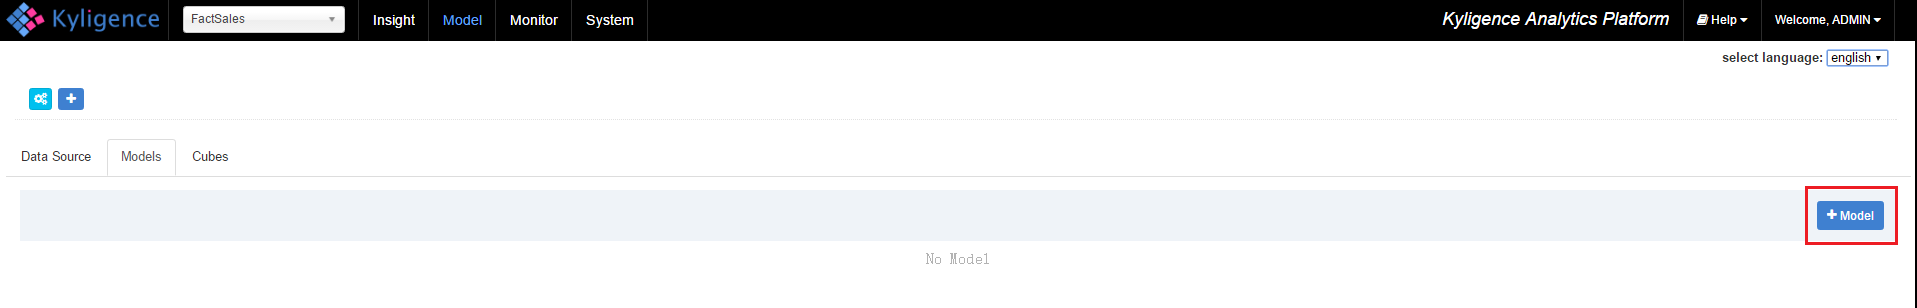 Kyligence FactSales Insight Model Monitor System Kyligence Analytics Platform Help Welcome, ADMIN
select language: english
Data Source Models Cubes
+ Model
No Model